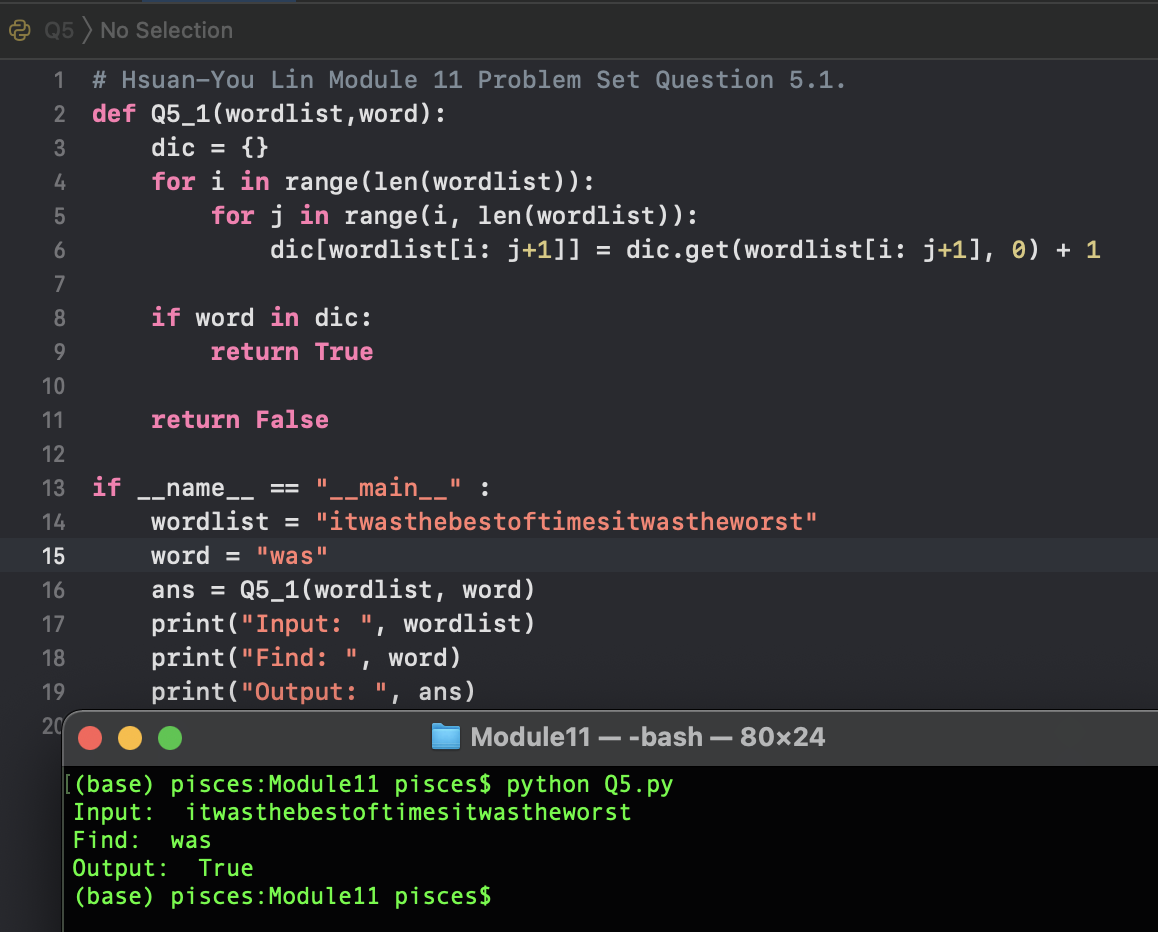 Q5 〉 No Selection
1 # Hsuan-You Lin Module 11 Problem Set Question 5.1.
2 def Q5_1(wordlist,word):
3     dic = {}
4     for i in range(len(wordlist)):
5         for j in range(i, len(wordlist)):
6             dic[wordlist[i: j+1]] = dic.get(wordlist[i: j+1], 0) + 1
7
8     if word in dic:
9         return True
10
11     return False
12
13 if __name__ == "__main__" :
14     wordlist = "itwasthebestoftimesitwastheworst"
15     word = "was"
16     ans = Q5_1(wordlist, word)
17     print("Input: ", wordlist)
18     print("Find: ", word)
19     print("Output: ", ans)
20
Module11 — -bash — 80×24
[(base) pisces:Module11 pisces$ python Q5.py
Input:  itwasthebestoftimesitwastheworst
Find:  was
Output:  True
(base) pisces:Module11 pisces$